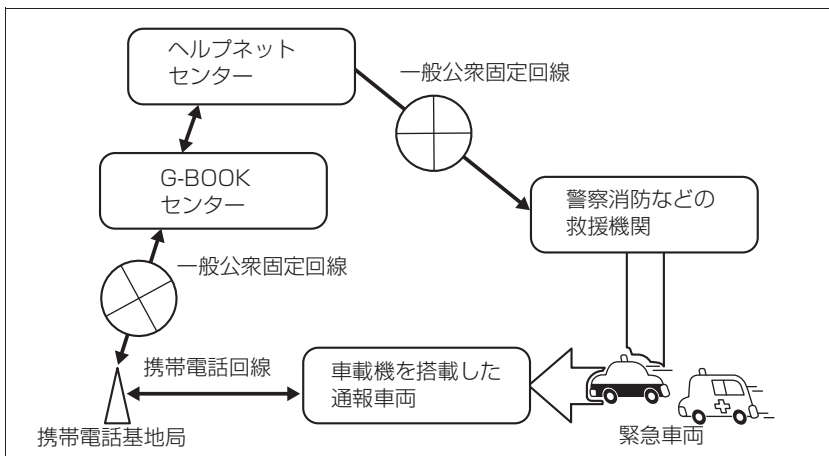 ヘルプネット
センター
一般公衆固定回線
G-BOOK
センター
警察消防などの
救援機関
一般公衆固定回線
携帯電話回線
車載機を搭載した
通報車両
携帯電話基地局
緊急車両